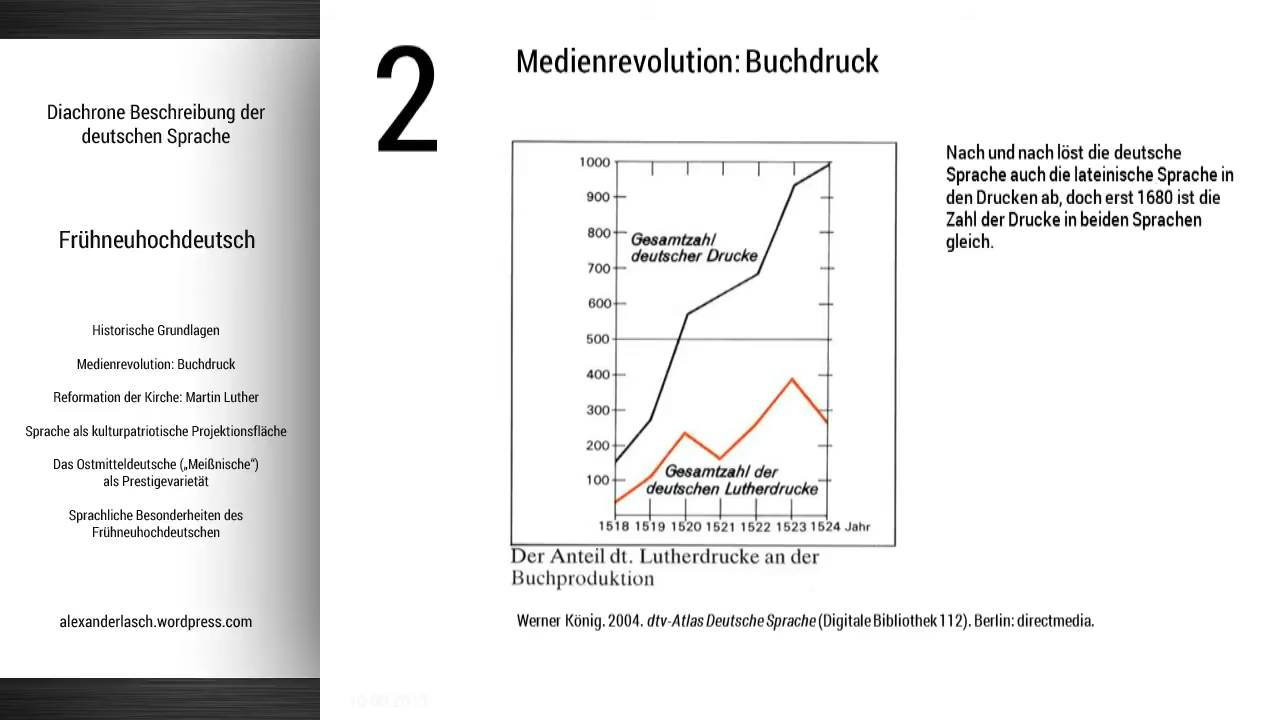 Diachrone Beschreibung der
deutschen Sprache
Frühneuhochdeutsch
Historische Grundlagen
Medienrevolution: Buchdruck
Reformation der Kirche: Martin Luther
Sprache als kulturpatriotische Projektionsfläche
Das Ostmitteldeutsche („Meißnische“)
als Prestigevarietät
Sprachliche Besonderheiten des
Frühneuhochdeutschen
alexanderlasch.wordpress.com
2
Medienrevolution: Buchdruck
1000
900
800
700
600
500
400
300
200
100
Gesamtzahl
deutscher Drucke
Gesamtzahl der
deutschen Lutherdrucke
1518 1519 1520 1521 1522 1523 1524 Jahr
Der Anteil dt. Lutherdrucke an der
Buchproduktion
Nach und nach löst die deutsche
Sprache auch die lateinische Sprache in
den Drucken ab, doch erst 1680 ist die
Zahl der Drucke in beiden Sprachen
gleich.
Werner König. 2004. dtv-Atlas Deutsche Sprache (Digitale Bibliothek 112). Berlin: directmedia.